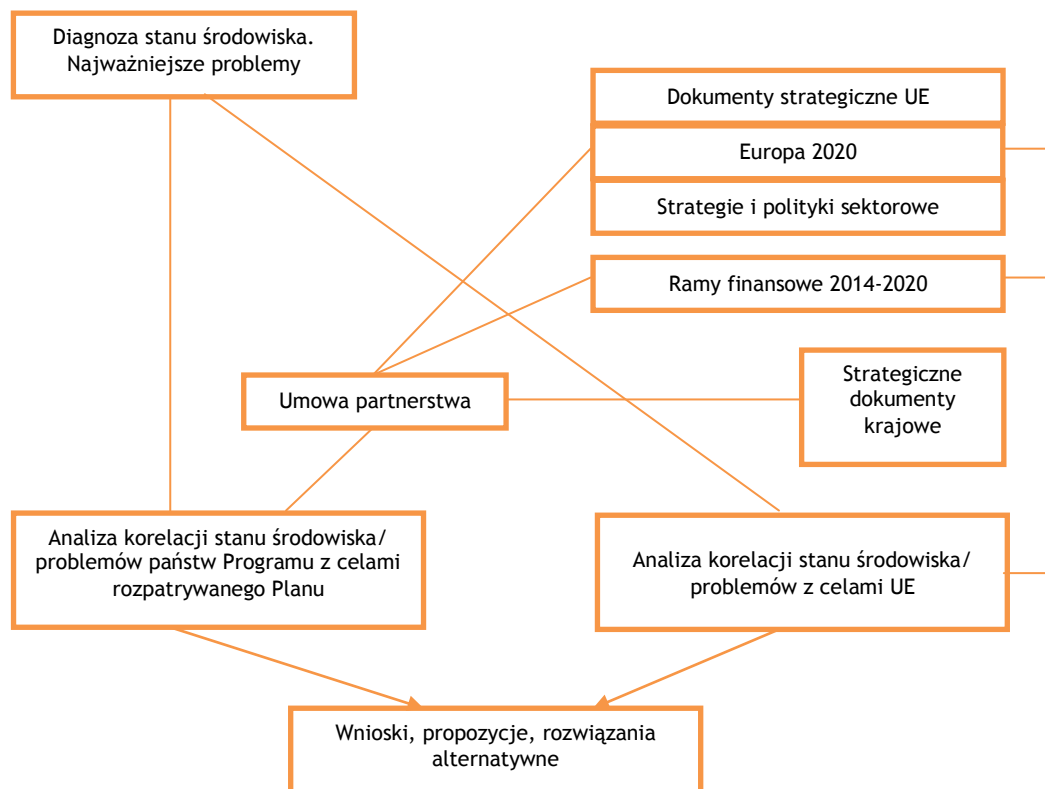 Diagnoza stanu środowiska.
Najważniejsze problemy
Dokumenty strategiczne UE
Europa 2020
Strategie i polityki sektorowe
Ramy finansowe 2014-2020
Umowa partnerstwa
Strategiczne
dokumenty
krajowe
Analiza korelacji stanu środowiska/
problemów państw Programu z celami
rozpatrywanego Planu
Analiza korelacji stanu środowiska/
problemów z celami UE
Wnioski, propozycje, rozwiązania
alternatywne